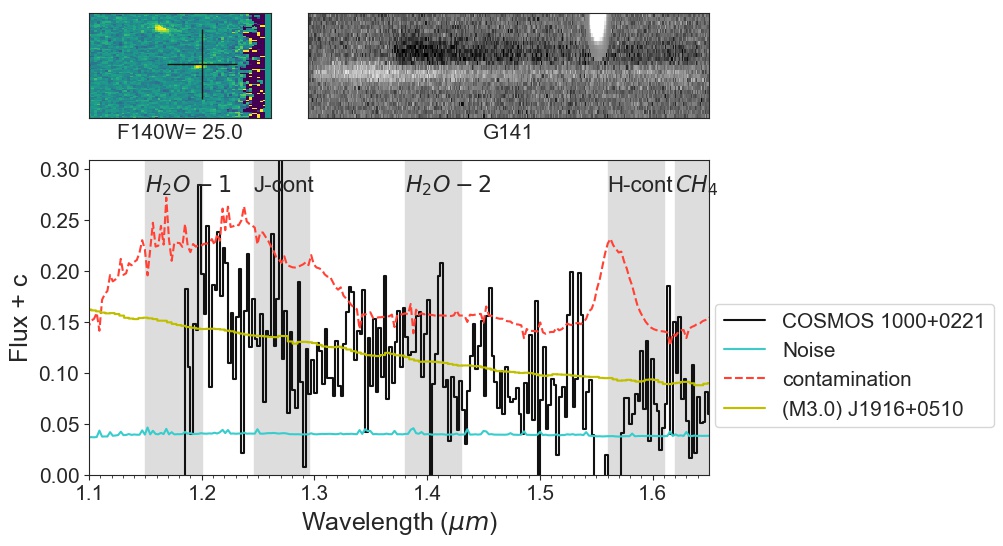 F140W= 25.0
G141
H₂O − 1
J-cont
H₂O − 2
H-cont
CH₄
0.30
0.25
0.20
0.15
0.10
0.05
0.00
Flux + c
1.1
1.2
1.3
1.4
1.5
1.6
Wavelength (μm)
COSMOS 1000+0221
Noise
contamination
(M3.0) J1916+0510